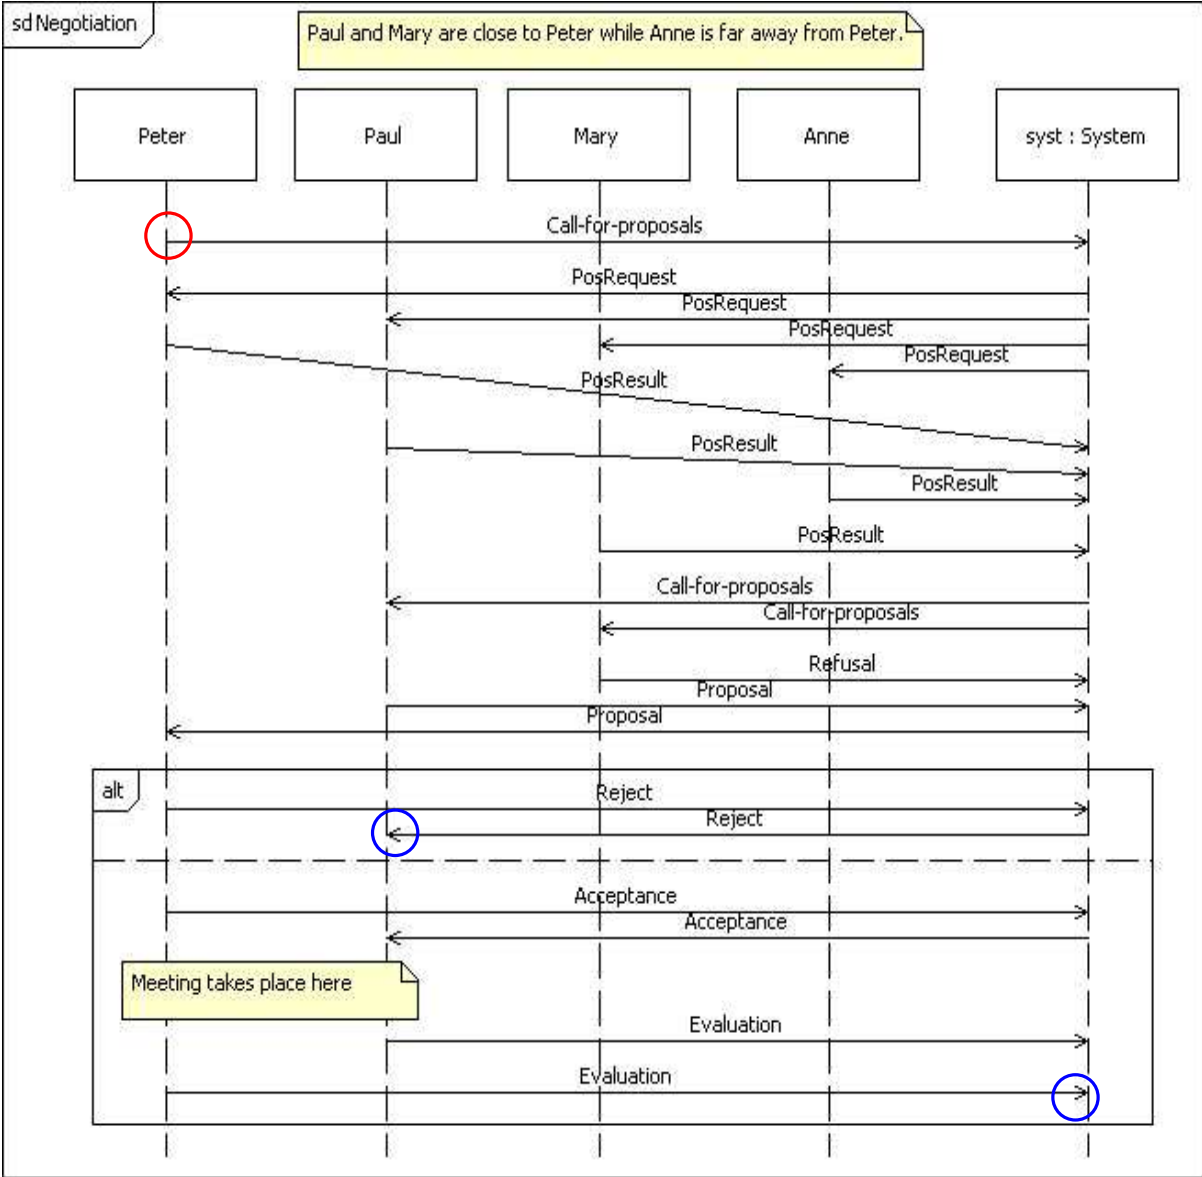 sd Negotiation
Paul and Mary are close to Peter while Anne is far away from Peter.
Peter
Paul
Mary
Anne
syst : System
Call-for-proposals
PosRequest
PosRequest
PosRequest
PosRequest
PosResult
PosResult
PosResult
PosResult
Call-for-proposals
Call-for-proposals
Refusal
Proposal
Proposal
alt
Reject
Reject
Acceptance
Acceptance
Meeting takes place here
Evaluation
Evaluation